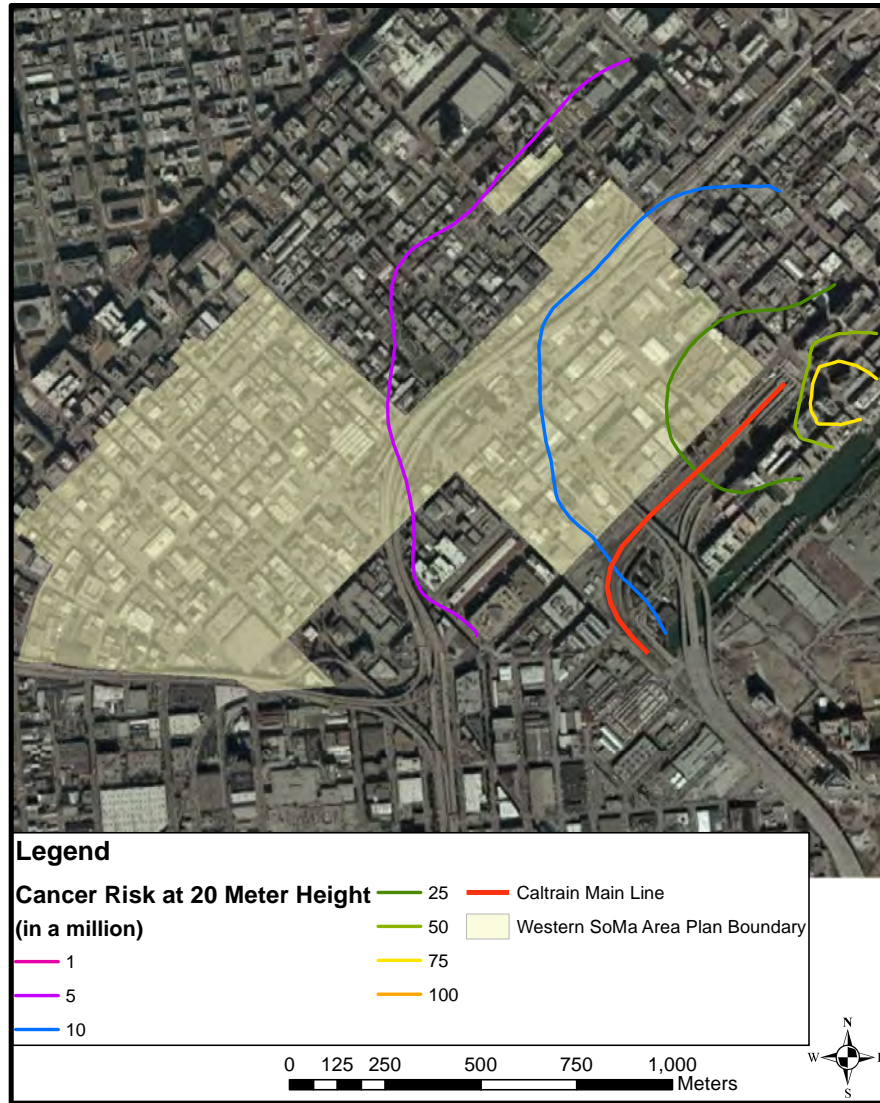 Legend
Cancer Risk at 20 Meter Height
(in a million)
1
5
10
25
50
75
100
Caltrain Main Line
Western SoMa Area Plan Boundary
0 125 250 500 750 1,000
Meters
N
W E
S